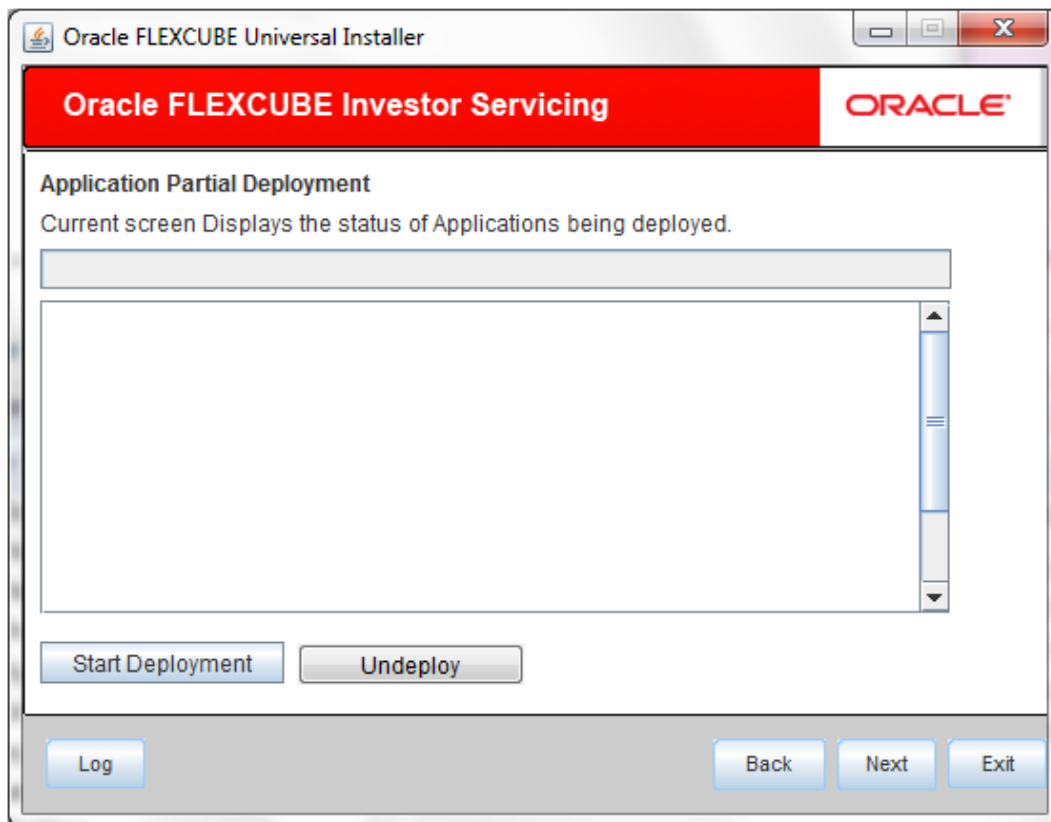 Oracle FLEXCUBE Universal Installer
Oracle FLEXCUBE Investor Servicing
ORACLE
Application Partial Deployment
Current screen Displays the status of Applications being deployed.
Start Deployment
Undeploy
Log
Back
Next
Exit